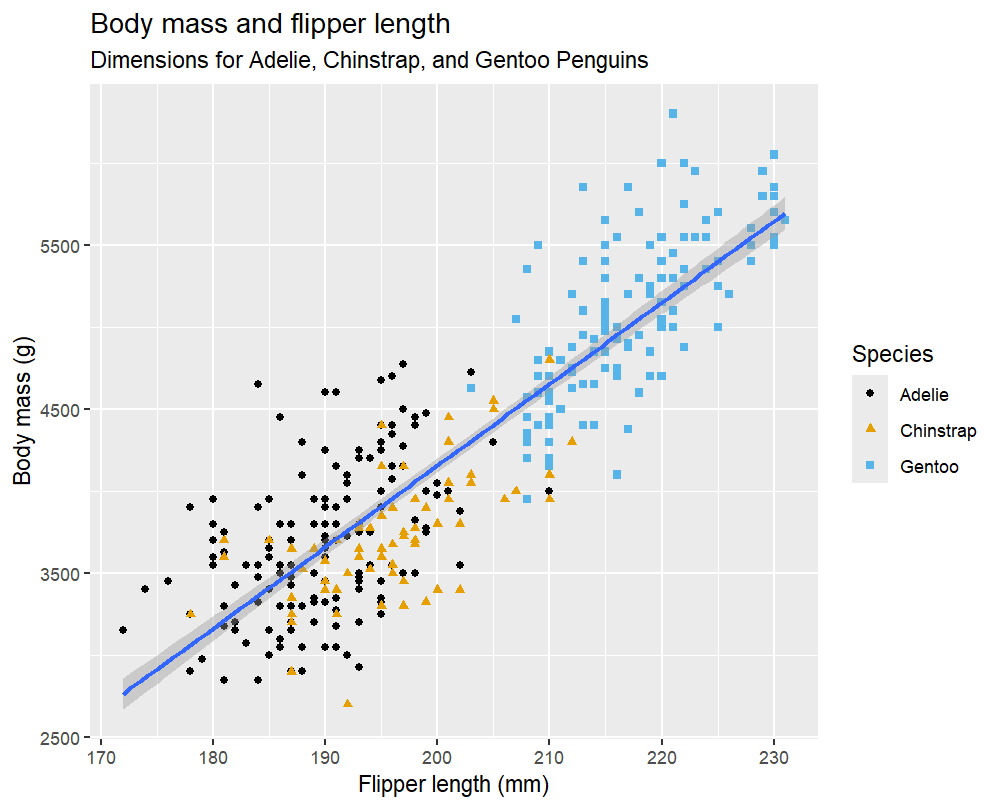 Body mass and flipper length
Dimensions for Adelie, Chinstrap, and Gentoo Penguins
Body mass (g)
5500
4500
3500
2500
170 180 190 200 210 220 230
Flipper length (mm)
Species
Adelie
Chinstrap
Gentoo